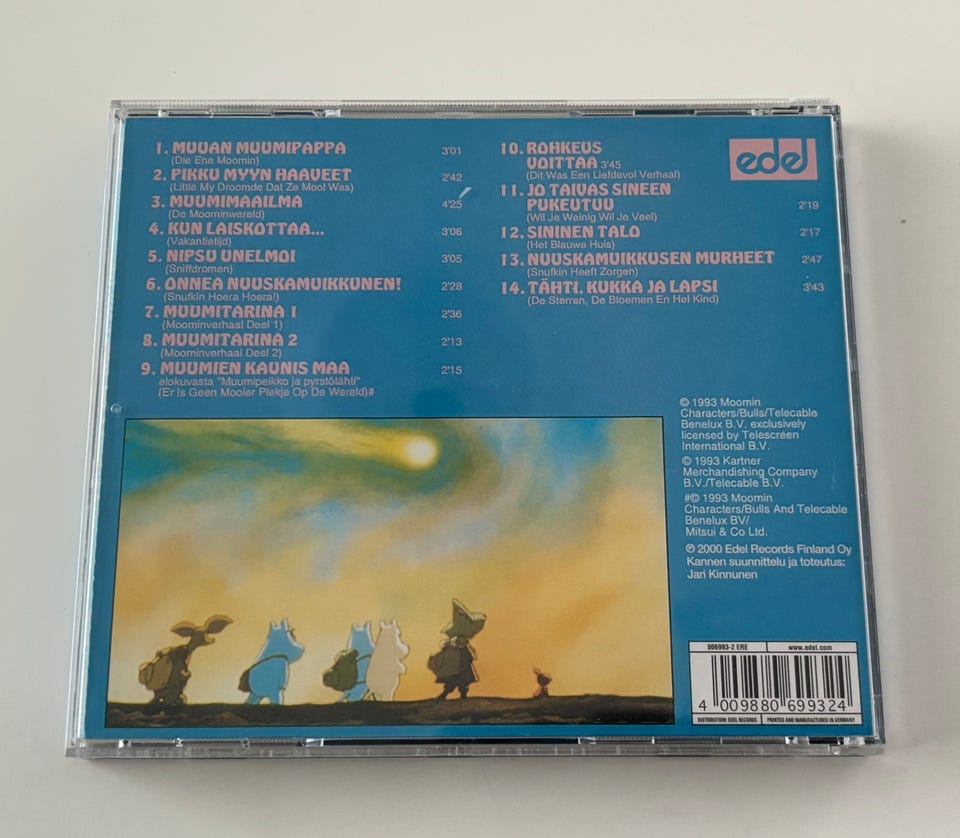 1. MUUAN MUUMIPAPPA 3'01
(Die Ene Moomin)
2. PIKKU MYYN HAAVEET 2'42
(Little My Droomde Dat Ze Mooi Was)
3. MUUMIMAAILMA 4'25
(De Moominwereld)
4. KUN LAISKOTTAA... 3'06
(Vakantietijd)
5. NIPSU UNELMOI 3'05
(Sniffdromen)
6. ONNEA NUUSKAMUIKKUNEN! 2'28
(Snufkin Hoera Hoera!)
7. MUUMITARINA 1 2'36
(Moominverhaal Deel 1)
8. MUUMITARINA 2 2'13
(Moominverhaal Deel 2)
9. MUUMIEN KAUNIS MAA 2'15
elokuvasta "Muumipeikko ja pyrstötähti"
(Er Is Geen Mooier Plekje Op De Wereld)#
10. ROHKEUS
VOITTAA 3'45
(Dit Was Een Liefdevol Verhaal)
11. JO TAIVAS SINEEN
PUKEUTUU 2'19
(Wil Je Weinig Wil Je Veel)
12. SININEN TALO 2'17
(Het Blauwe Huis)
13. NUUSKAMUIKKUSEN MURHEET 2'47
(Snufkin Heeft Zorgen)
14. TÄHTI, KUKKA JA LAPSI 3'43
(De Sterren, De Bloemen En Hel Kind)
edel
© 1993 Moomin
Characters/Bulls/Telecable
Benelux B.V. exclusively
licensed by Telescreen
International B.V.
© 1993 Kartner
Merchandishing Company
B.V./Telecable B.V.
#© 1993 Moomin
Characters/Bulls And Telecable
Benelux BV/
Mitsui & Co Ltd.
℗ 2000 Edel Records Finland Oy
Kannen suunnittelu ja toteutus:
Jari Kinnunen
006993-2 ERE www.edel.com
4 009880 699324
DISTRIBUTION: EDEL RECORDS PRINTED AND MANUFACTURED IN GERMANY